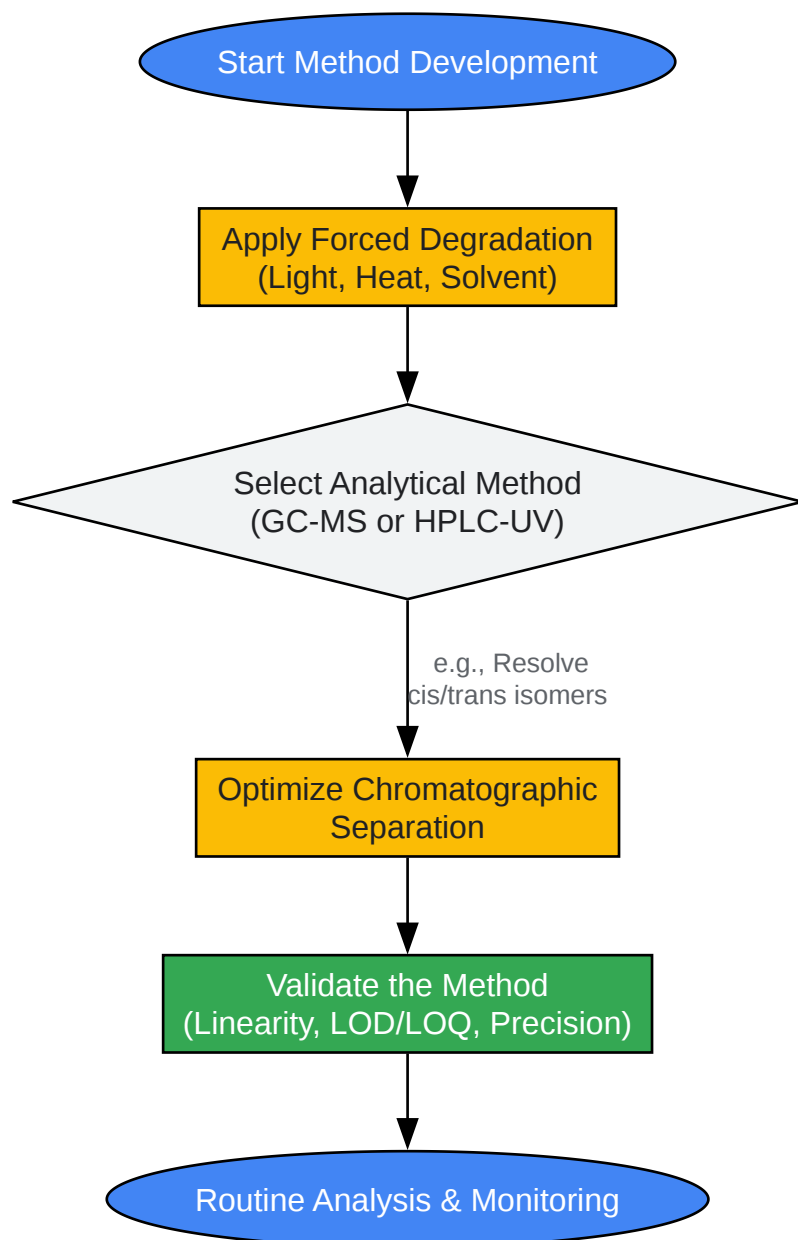 Start Method Development
Apply Forced Degradation
(Light, Heat, Solvent)
Select Analytical Method
(GC-MS or HPLC-UV)
e.g., Resolve
cis/trans isomers
Optimize Chromatographic
Separation
Validate the Method
(Linearity, LOD/LOQ, Precision)
Routine Analysis & Monitoring